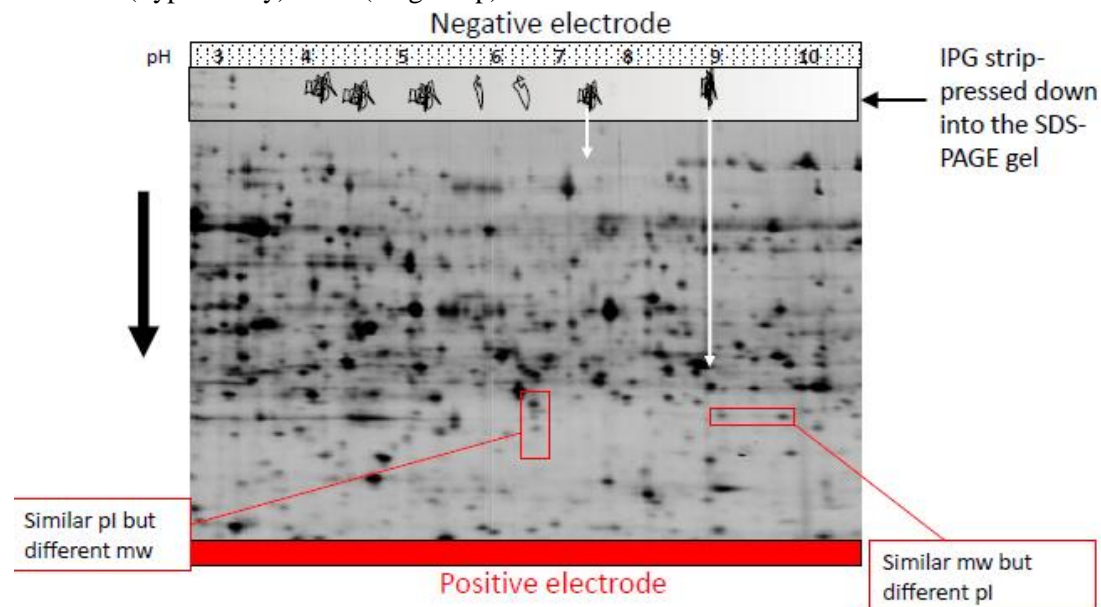 Negative electrode
pH 3 4 5 6 7 8 9 10
IPG strip-
pressed down
into the SDS-
PAGE gel
Similar pI but
different mw
Similar mw but
different pI
Positive electrode